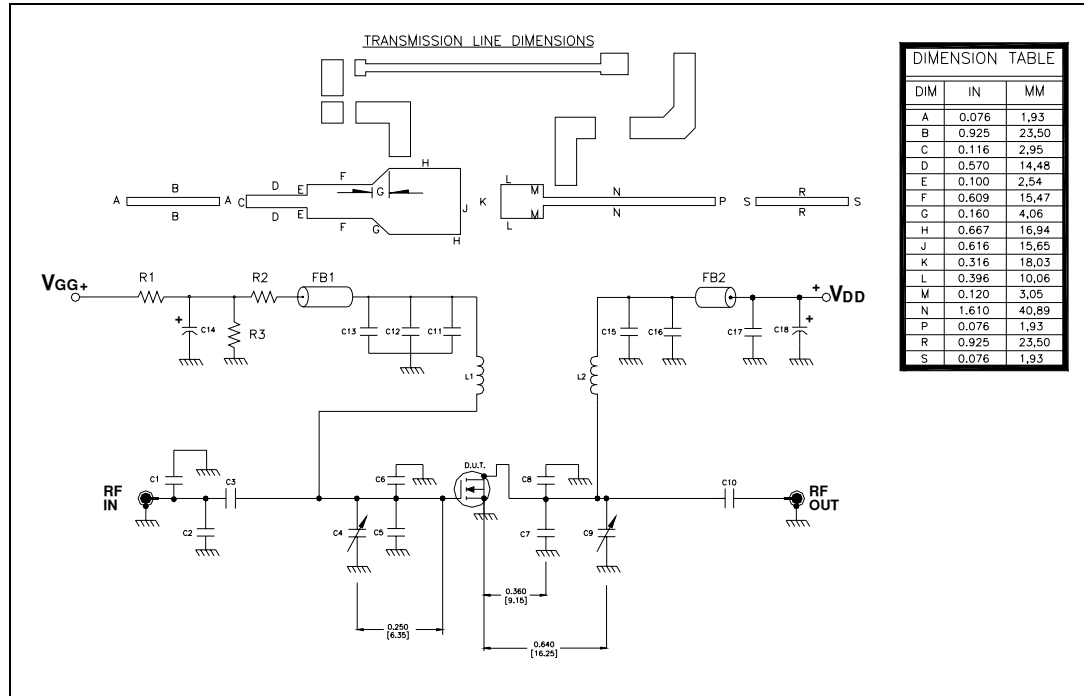 TRANSMISSION LINE DIMENSIONS
DIMENSION TABLE
DIM IN MM
A 0.076 1,93
B 0.925 23,50
C 0.116 2,95
D 0.570 14,48
E 0.100 2,54
F 0.609 15,47
G 0.160 4,06
H 0.667 16,94
J 0.616 15,65
K 0.316 18,03
L 0.396 10,06
M 0.120 3,05
N 1.610 40,89
P 0.076 1,93
R 0.925 23,50
S 0.076 1,93
H
F
D E G
L
M N
R
A B A C
J K
P S S
B
D E
F G
H
M N
L
R
VGG+ R1 R2 FB1
FB2 + VDD
+ C14 R3 C13 C12 C11
C15 C16 C17 C18 +
L1 L2
D.U.T.
C1 C3 C6 C8 C10
RF IN
RF OUT
C2 C4 C5 C7 C9
0.360
[9.15]
0.250
[6.35]
0.640
[16.25]